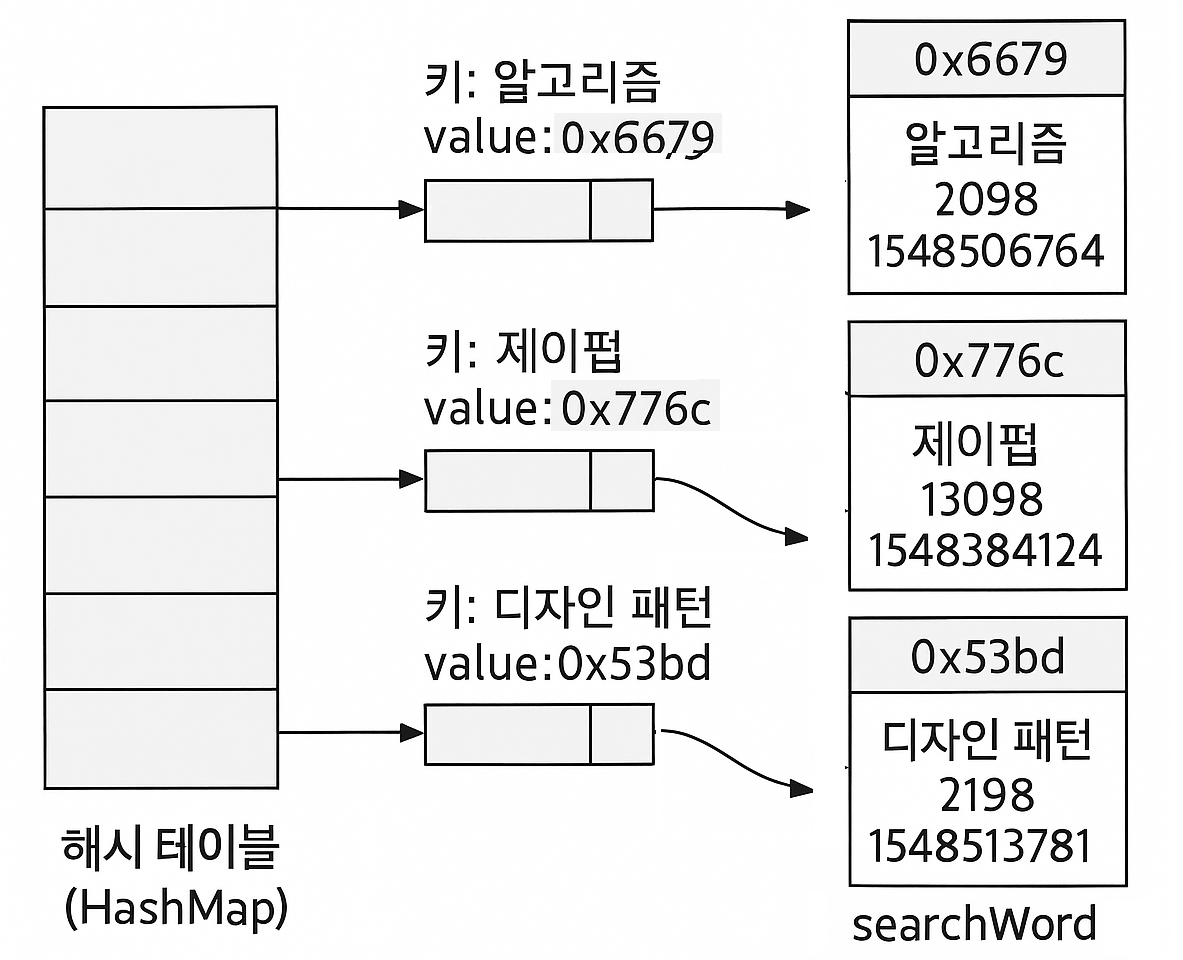 키: 알고리즘
value:0x6679
키: 제이펍
value:0x776c
키: 디자인 패턴
value:0x53bd
해시 테이블
(HashMap)
0x6679
알고리즘
2098
1548506764
0x776c
제이펍
13098
1548384124
0x53bd
디자인 패턴
2198
1548513781
searchWord